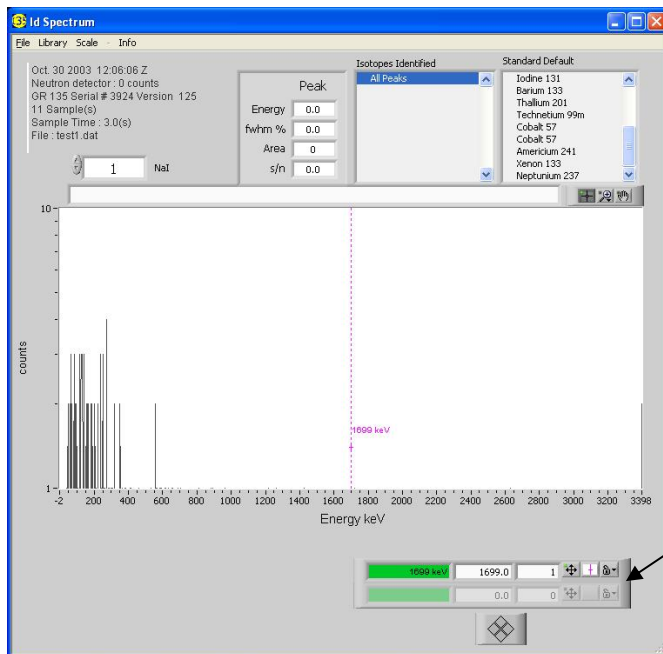 Id Spectrum
File Library Scale - Info
Oct. 30 2003 12:06:06 Z
Neutron detector : 0 counts
GR 135 Serial # 3924 Version 125
11 Sample(s)
Sample Time : 3.0(s)
File : test1.dat
1 NaI
Peak
Energy 0.0
fwhm % 0.0
Area 0
s/n 0.0
Isotopes Identified
All Peaks
Standard Default
Iodine 131
Barium 133
Thallium 201
Technetium 99m
Cobalt 57
Cobalt 57
Americium 241
Xenon 133
Neptunium 237
10
counts
1
1699 keV
-2 200 400 600 800 1000 1200 1400 1600 1800 2000 2200 2400 2600 2800 3000 3200 3398
Energy keV
1699 keV 1699.0 1
0.0 0